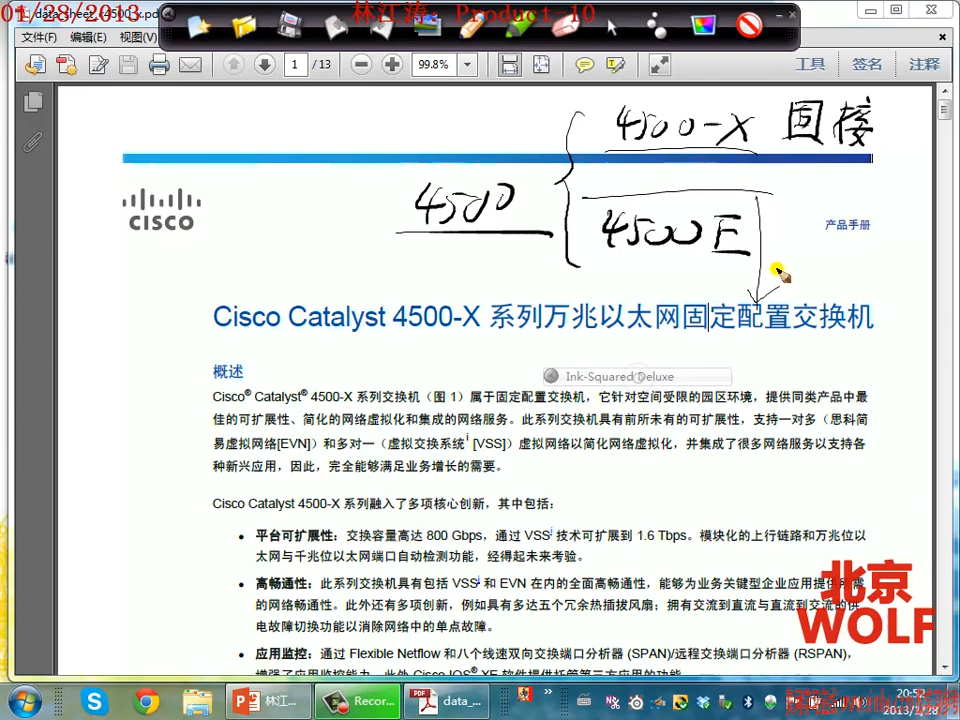 01/28/2013
林江涛：Product-10
data_sheet_(4500_x.pd
文件(F) 编辑(E) 视图(V)
1 / 13 99.8% 工具 签名 注释
4500-X 固接
4500
4500E
CISCO
产品手册
Cisco Catalyst 4500-X 系列万兆以太网固定配置交换机
Ink-Squared Deluxe
概述
Cisco® Catalyst® 4500-X 系列交换机（图 1）属于固定配置交换机，它针对空间受限的园区环境，提供同类产品中最
佳的可扩展性、简化的网络虚拟化和集成的网络服务。此系列交换机具有前所未有的可扩展性，支持一对多（思科简
易虚拟网络[EVN]）和多对一（虚拟交换系统i [VSS]）虚拟网络以简化网络虚拟化，并集成了很多网络服务以支持各
种新兴应用，因此，完全能够满足业务增长的需要。
Cisco Catalyst 4500-X 系列融入了多项核心创新，其中包括：
• 平台可扩展性：交换容量高达 800 Gbps，通过 VSSi 技术可扩展到 1.6 Tbps。模块化的上行链路和万兆位以
太网与千兆位以太网端口自动检测功能，经得起未来考验。
• 高畅通性：此系列交换机具有包括 VSSi 和 EVN 在内的全面高畅通性，能够为业务关键型企业应用提供所需
的网络畅通性。此外还有多项创新，例如具有多达五个冗余热插拔风扇；拥有交流到直流与直流到交流的供
电故障切换功能以消除网络中的单点故障。
• 应用监控：通过 Flexible Netflow 和八个线速双向交换端口分析器 (SPAN)/远程交换端口分析器 (RSPAN)，
北京
WOLF
林江... Recor... data_...
20:52
2013/1/28